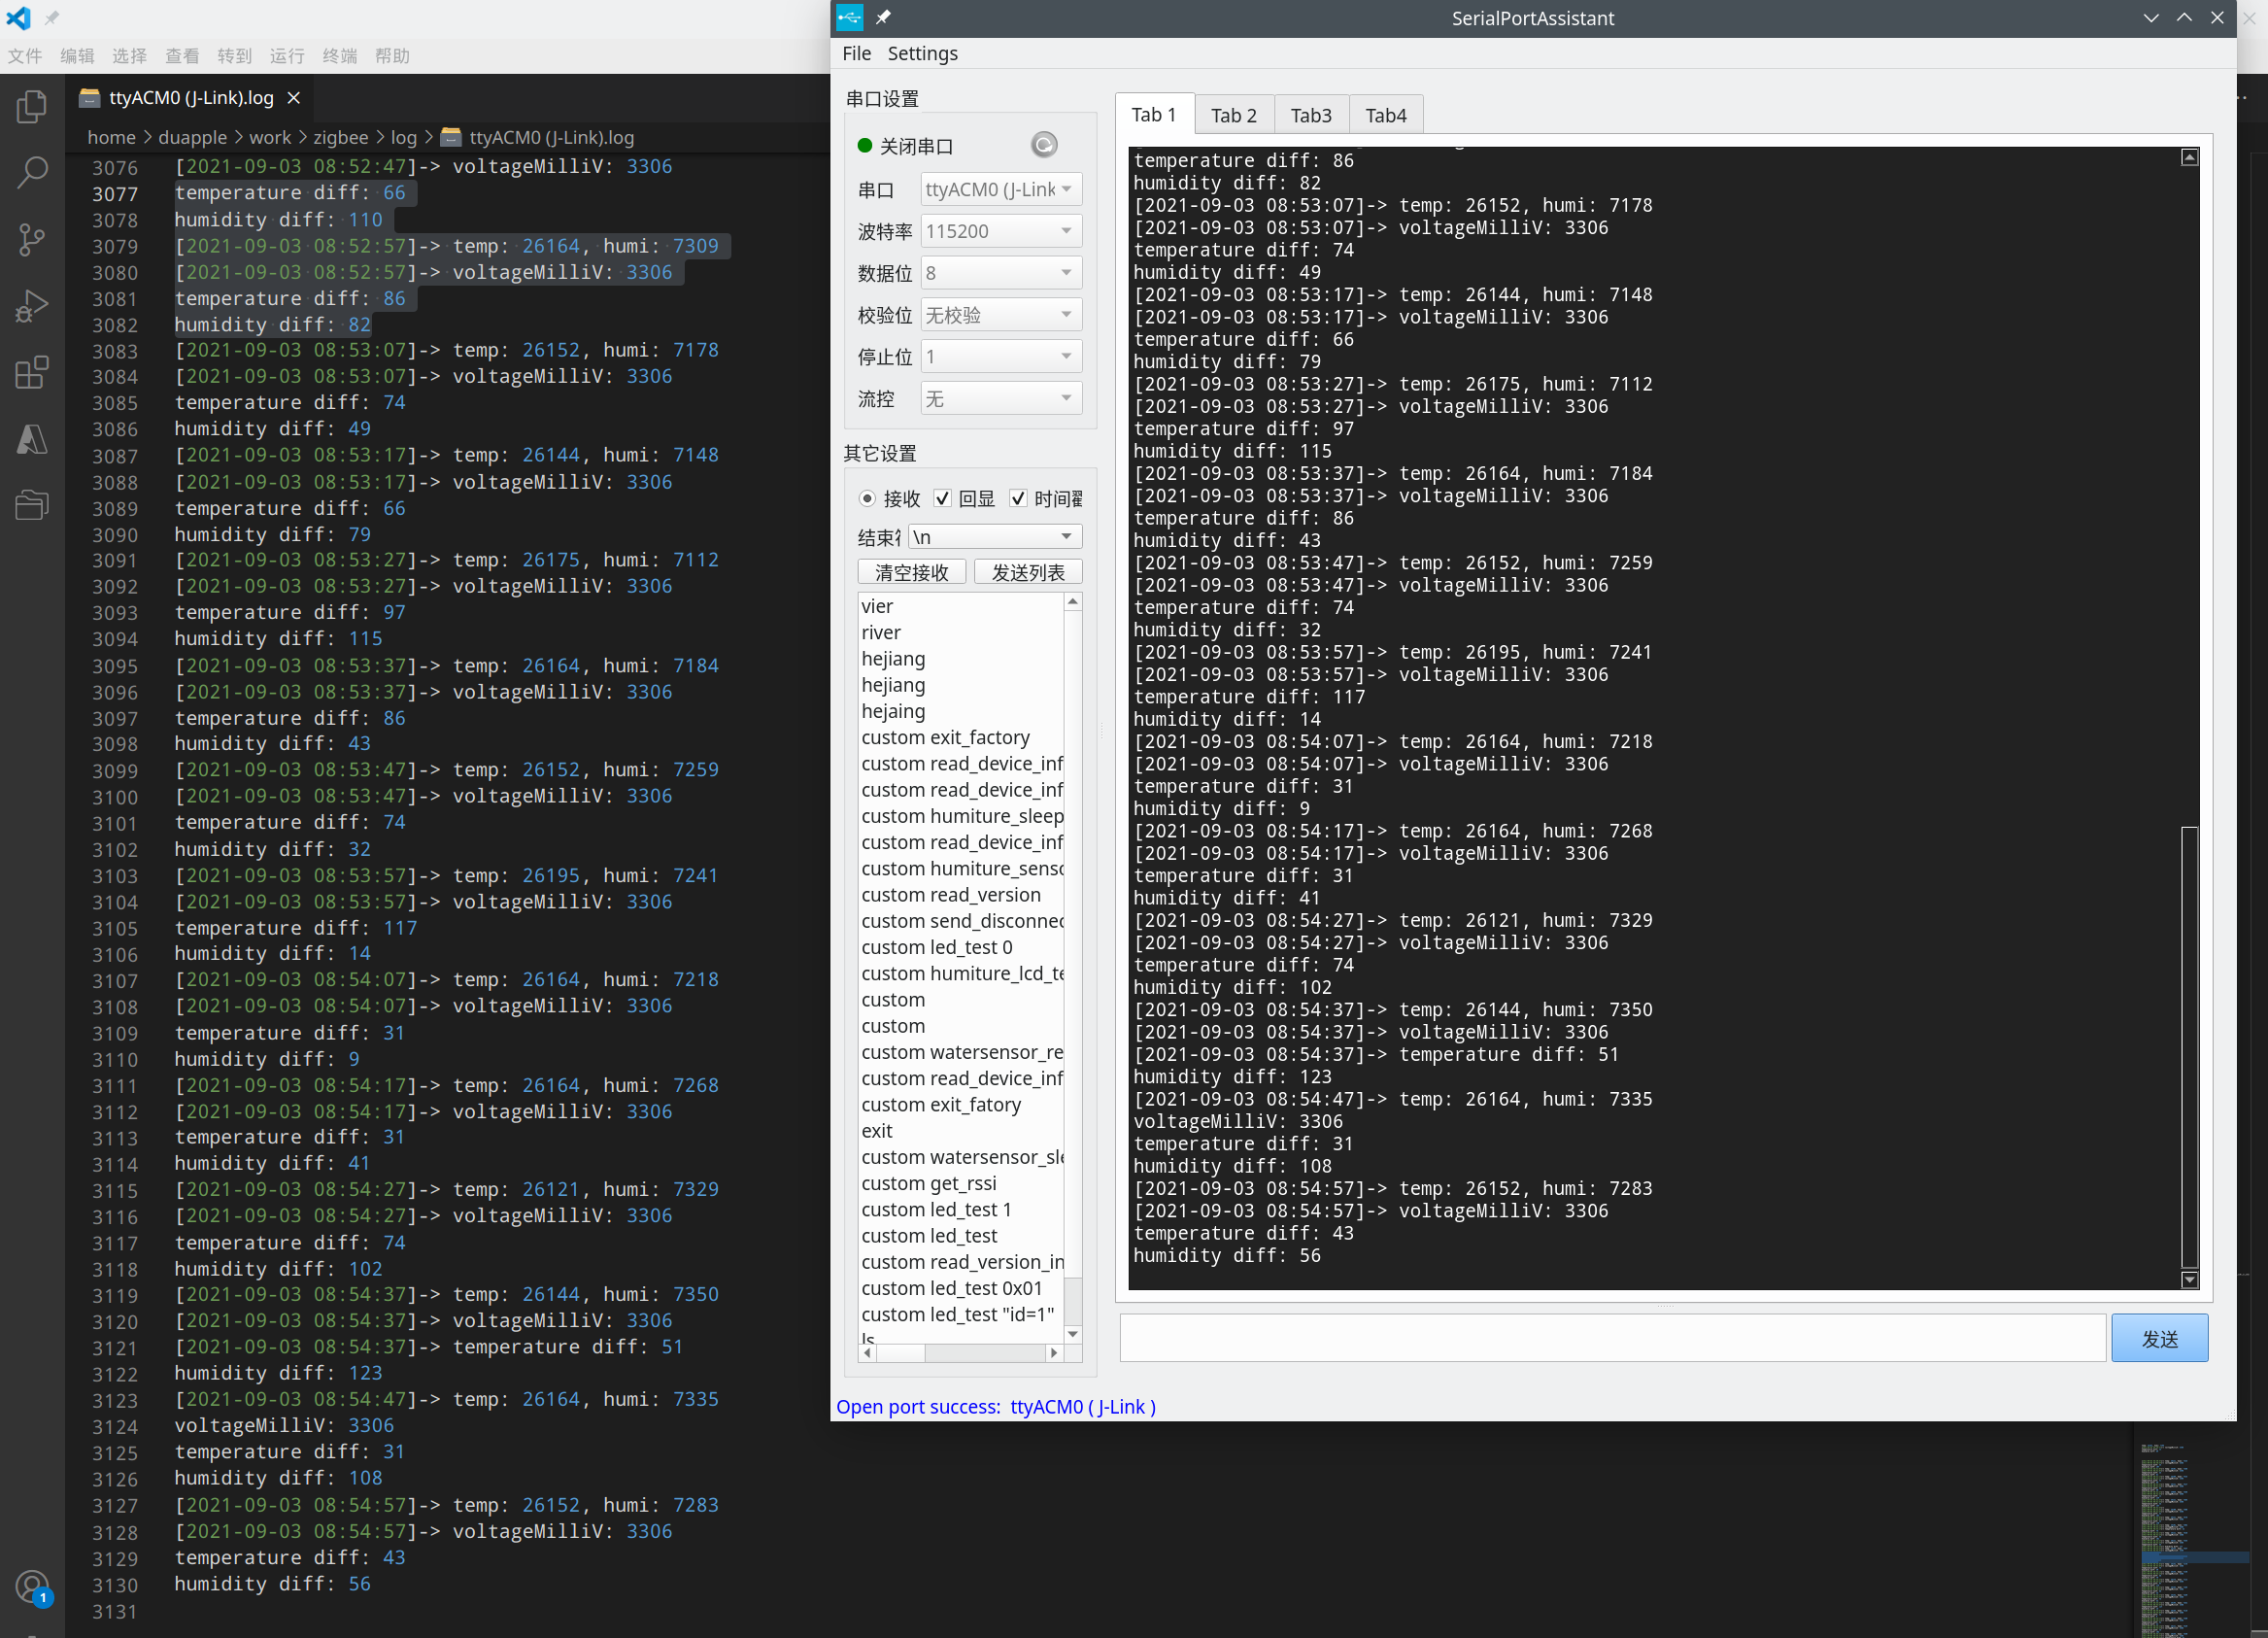 文件 编辑 选择 查看 转到 运行 终端 帮助
ttyACM0 (J-Link).log
home > duapple > work > zigbee > log > ttyACM0 (J-Link).log
3076 [2021-09-03 08:52:47]-> voltageMilliV: 3306
3077 temperature diff: 66
3078 humidity diff: 110
3079 [2021-09-03 08:52:57]-> temp: 26164, humi: 7309
3080 [2021-09-03 08:52:57]-> voltageMilliV: 3306
3081 temperature diff: 86
3082 humidity diff: 82
3083 [2021-09-03 08:53:07]-> temp: 26152, humi: 7178
3084 [2021-09-03 08:53:07]-> voltageMilliV: 3306
3085 temperature diff: 74
3086 humidity diff: 49
3087 [2021-09-03 08:53:17]-> temp: 26144, humi: 7148
3088 [2021-09-03 08:53:17]-> voltageMilliV: 3306
3089 temperature diff: 66
3090 humidity diff: 79
3091 [2021-09-03 08:53:27]-> temp: 26175, humi: 7112
3092 [2021-09-03 08:53:27]-> voltageMilliV: 3306
3093 temperature diff: 97
3094 humidity diff: 115
3095 [2021-09-03 08:53:37]-> temp: 26164, humi: 7184
3096 [2021-09-03 08:53:37]-> voltageMilliV: 3306
3097 temperature diff: 86
3098 humidity diff: 43
3099 [2021-09-03 08:53:47]-> temp: 26152, humi: 7259
3100 [2021-09-03 08:53:47]-> voltageMilliV: 3306
3101 temperature diff: 74
3102 humidity diff: 32
3103 [2021-09-03 08:53:57]-> temp: 26195, humi: 7241
3104 [2021-09-03 08:53:57]-> voltageMilliV: 3306
3105 temperature diff: 117
3106 humidity diff: 14
3107 [2021-09-03 08:54:07]-> temp: 26164, humi: 7218
3108 [2021-09-03 08:54:07]-> voltageMilliV: 3306
3109 temperature diff: 31
3110 humidity diff: 9
3111 [2021-09-03 08:54:17]-> temp: 26164, humi: 7268
3112 [2021-09-03 08:54:17]-> voltageMilliV: 3306
3113 temperature diff: 31
3114 humidity diff: 41
3115 [2021-09-03 08:54:27]-> temp: 26121, humi: 7329
3116 [2021-09-03 08:54:27]-> voltageMilliV: 3306
3117 temperature diff: 74
3118 humidity diff: 102
3119 [2021-09-03 08:54:37]-> temp: 26144, humi: 7350
3120 [2021-09-03 08:54:37]-> voltageMilliV: 3306
3121 [2021-09-03 08:54:37]-> temperature diff: 51
3122 humidity diff: 123
3123 [2021-09-03 08:54:47]-> temp: 26164, humi: 7335
3124 voltageMilliV: 3306
3125 temperature diff: 31
3126 humidity diff: 108
3127 [2021-09-03 08:54:57]-> temp: 26152, humi: 7283
3128 [2021-09-03 08:54:57]-> voltageMilliV: 3306
3129 temperature diff: 43
3130 humidity diff: 56
3131
1
SerialPortAssistant
File Settings
串口设置
关闭串口
串口 ttyACM0 (J-Link
波特率 115200
数据位 8
校验位 无校验
停止位 1
流控 无
其它设置
接收 回显 时间戳
结束符 \n
清空接收 发送列表
vier
river
hejiang
hejiang
hejaing
custom exit_factory
custom read_device_inf
custom read_device_inf
custom humiture_sleep
custom read_device_inf
custom humiture_senso
custom read_version
custom send_disconnec
custom led_test 0
custom humiture_lcd_te
custom
custom
custom watersensor_re
custom read_device_inf
custom exit_fatory
exit
custom watersensor_sle
custom get_rssi
custom led_test 1
custom led_test
custom read_version_in
custom led_test 0x01
custom led_test "id=1"
ls
Tab 1 Tab 2 Tab3 Tab4
temperature diff: 86
humidity diff: 82
[2021-09-03 08:53:07]-> temp: 26152, humi: 7178
[2021-09-03 08:53:07]-> voltageMilliV: 3306
temperature diff: 74
humidity diff: 49
[2021-09-03 08:53:17]-> temp: 26144, humi: 7148
[2021-09-03 08:53:17]-> voltageMilliV: 3306
temperature diff: 66
humidity diff: 79
[2021-09-03 08:53:27]-> temp: 26175, humi: 7112
[2021-09-03 08:53:27]-> voltageMilliV: 3306
temperature diff: 97
humidity diff: 115
[2021-09-03 08:53:37]-> temp: 26164, humi: 7184
[2021-09-03 08:53:37]-> voltageMilliV: 3306
temperature diff: 86
humidity diff: 43
[2021-09-03 08:53:47]-> temp: 26152, humi: 7259
[2021-09-03 08:53:47]-> voltageMilliV: 3306
temperature diff: 74
humidity diff: 32
[2021-09-03 08:53:57]-> temp: 26195, humi: 7241
[2021-09-03 08:53:57]-> voltageMilliV: 3306
temperature diff: 117
humidity diff: 14
[2021-09-03 08:54:07]-> temp: 26164, humi: 7218
[2021-09-03 08:54:07]-> voltageMilliV: 3306
temperature diff: 31
humidity diff: 9
[2021-09-03 08:54:17]-> temp: 26164, humi: 7268
[2021-09-03 08:54:17]-> voltageMilliV: 3306
temperature diff: 31
humidity diff: 41
[2021-09-03 08:54:27]-> temp: 26121, humi: 7329
[2021-09-03 08:54:27]-> voltageMilliV: 3306
temperature diff: 74
humidity diff: 102
[2021-09-03 08:54:37]-> temp: 26144, humi: 7350
[2021-09-03 08:54:37]-> voltageMilliV: 3306
[2021-09-03 08:54:37]-> temperature diff: 51
humidity diff: 123
[2021-09-03 08:54:47]-> temp: 26164, humi: 7335
voltageMilliV: 3306
temperature diff: 31
humidity diff: 108
[2021-09-03 08:54:57]-> temp: 26152, humi: 7283
[2021-09-03 08:54:57]-> voltageMilliV: 3306
temperature diff: 43
humidity diff: 56
发送
Open port success: ttyACM0 ( J-Link )